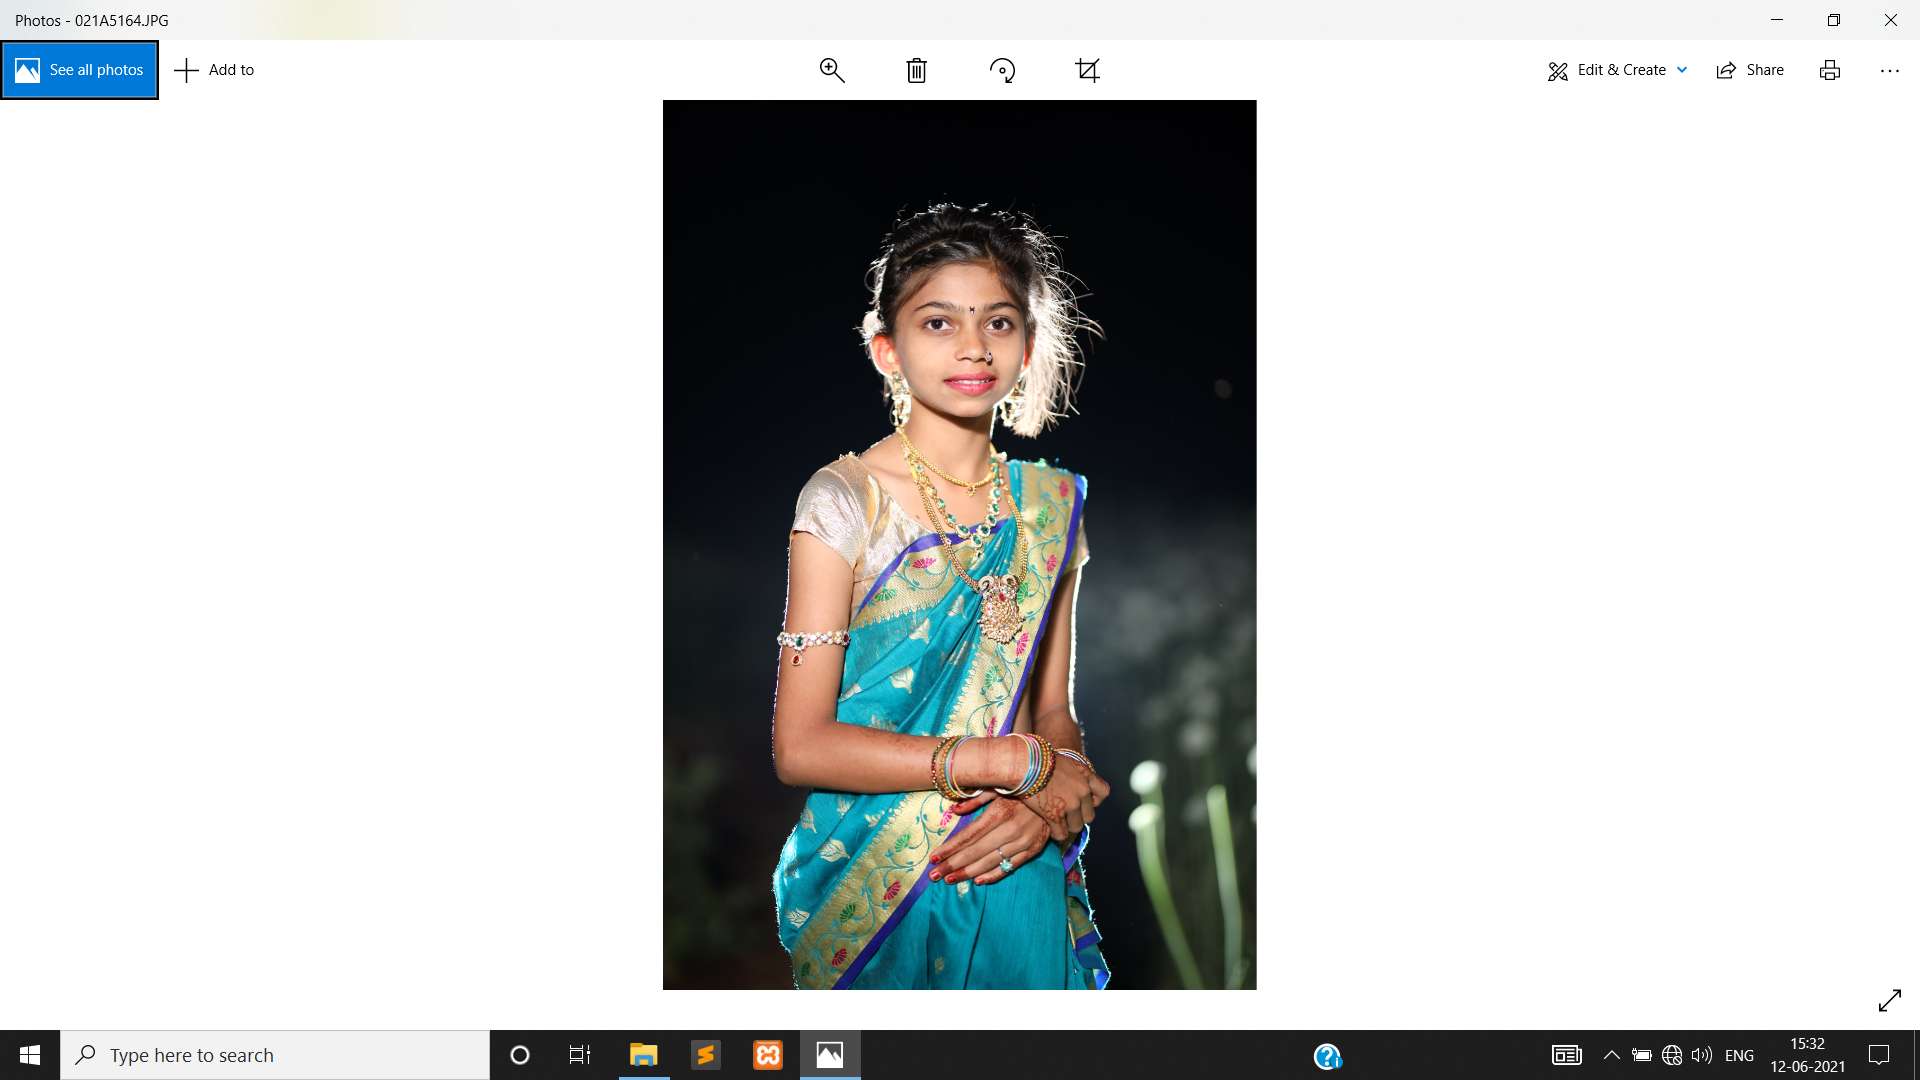 Photos - 021A5164.JPG
See all photos
Add to
Edit & Create
Share
Type here to search
ENG
15:32
12-06-2021